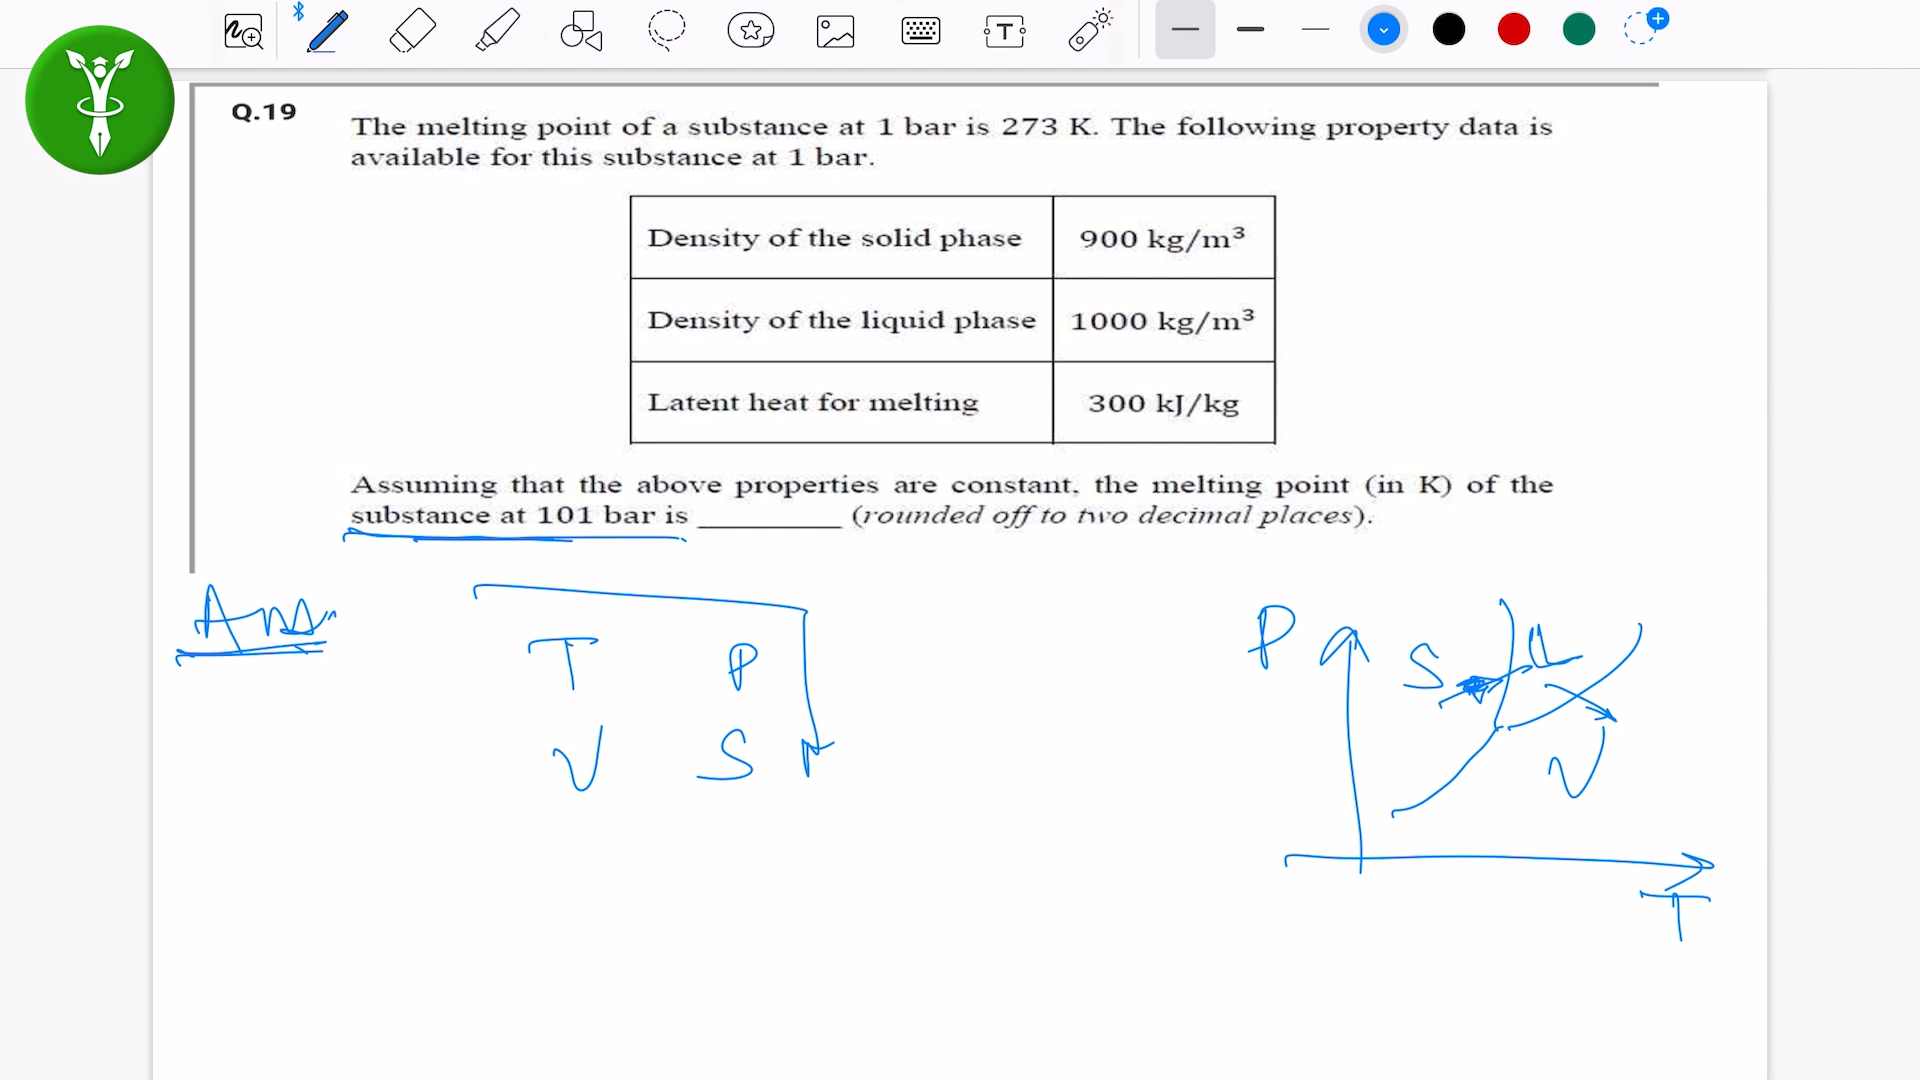 Q.19
The melting point of a substance at 1 bar is 273 K. The following property data is
available for this substance at 1 bar.
Density of the solid phase 900 kg/m³
Density of the liquid phase 1000 kg/m³
Latent heat for melting 300 kJ/kg
Assuming that the above properties are constant, the melting point (in K) of the
substance at 101 bar is ________ (rounded off to two decimal places).
Ans.
T P
V S
P
S L
V
T